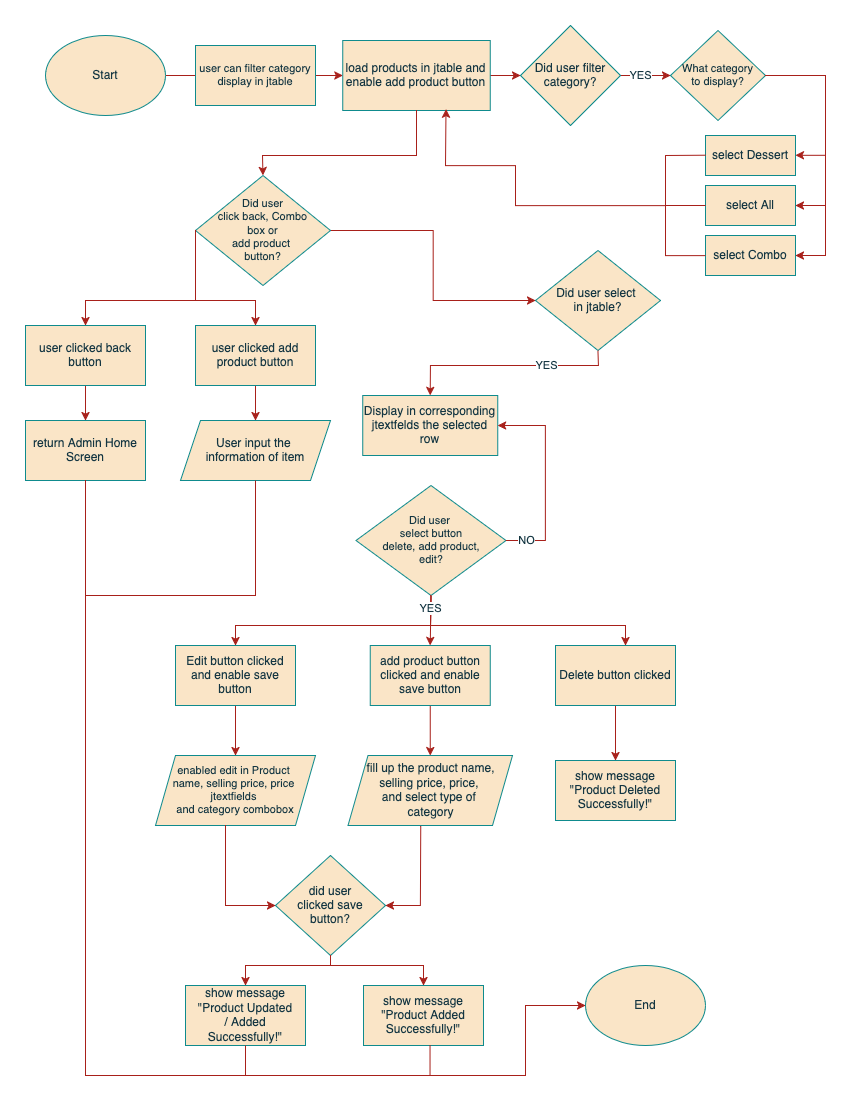 Start
user can filter category
display in jtable
load products in jtable and
enable add product button
Did user filter
category?
YES
What category
to display?
select Dessert
select All
select Combo
Did user
click back, Combo
box or
add product
button?
Did user select
in jtable?
YES
user clicked back
button
user clicked add
product button
Display in corresponding
jtextfelds the selected
row
return Admin Home
Screen
User input the
information of item
Did user
select button
delete, add product,
edit?
NO
YES
Edit button clicked
and enable save
button
add product button
clicked and enable
save button
Delete button clicked
enabled edit in Product
name, selling price, price
jtextfields
and category combobox
fill up the product name,
selling price, price,
and select type of
category
show message
"Product Deleted
Successfully!"
did user
clicked save
button?
show message
"Product Updated
/ Added
Successfully!"
show message
"Product Added
Successfully!"
End